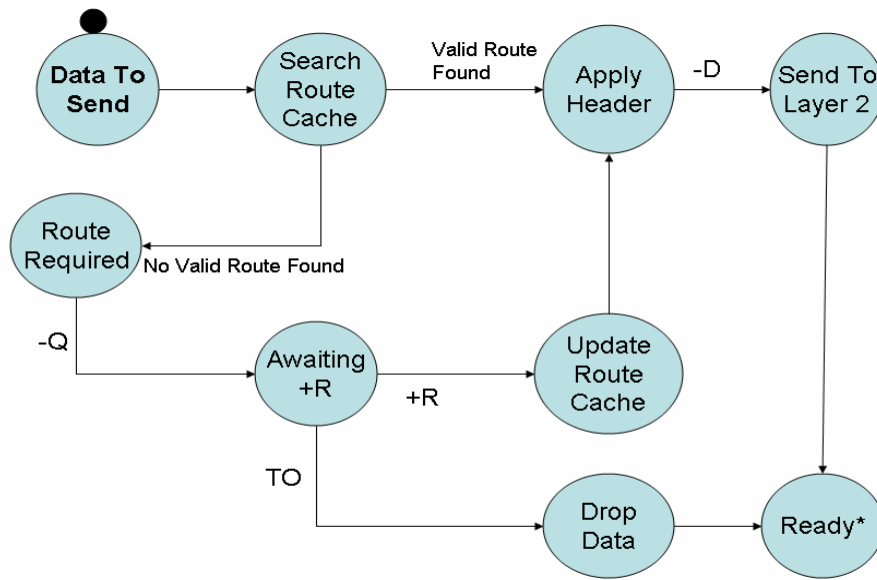 Data To
Send
Search
Route
Cache
Valid Route
Found
Apply
Header
-D
Send To
Layer 2
Route
Required
No Valid Route Found
-Q
Awaiting
+R
+R
Update
Route
Cache
TO
Drop
Data
Ready*